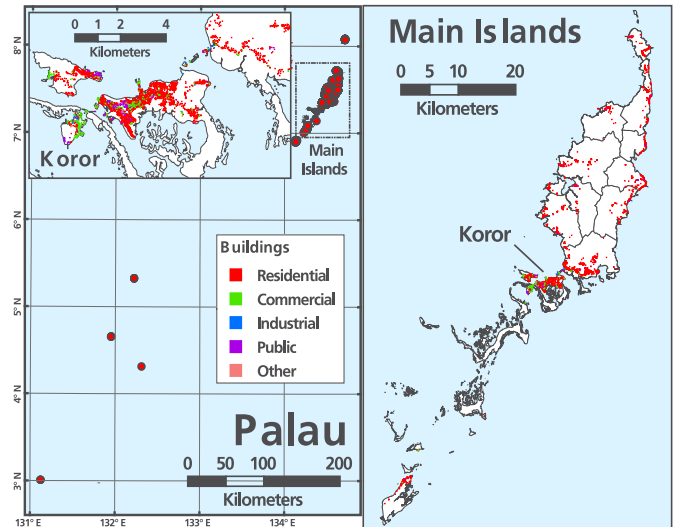 0 1 2 4
Kilometers
Koror
8°N
7°N
6°N
5°N
4°N
3°N
Main
Islands
Buildings
Residential
Commercial
Industrial
Public
Other
Palau
0 50 100 200
Kilometers
131°E 132°E 133°E 134°E
Main Islands
0 5 10 20
Kilometers
Koror